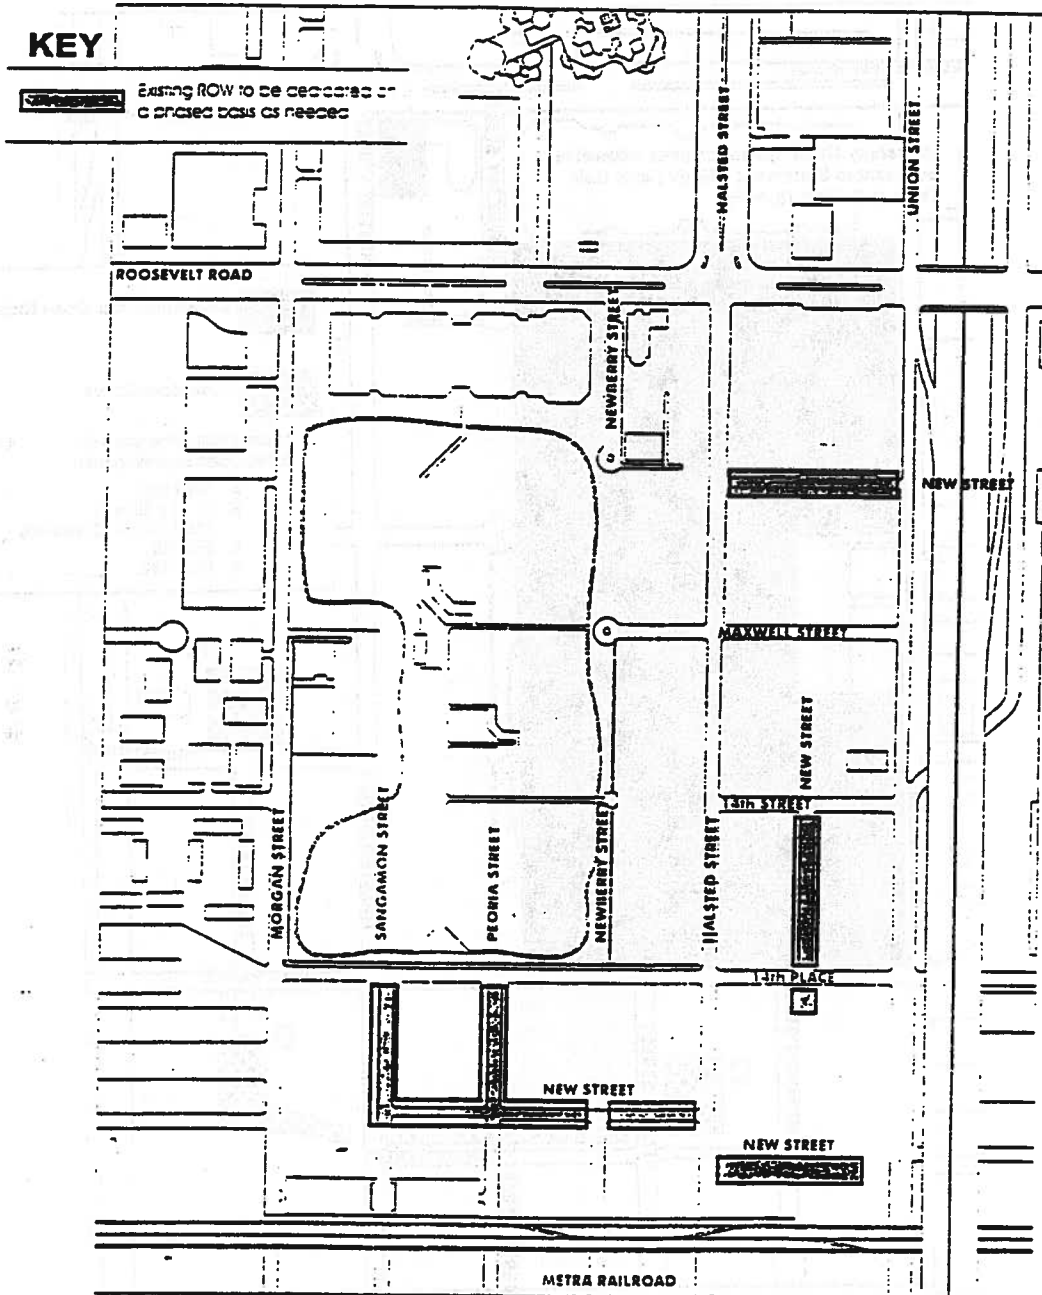 KEY
Existing ROW to be dedicated on
a phased basis as needed
HALSTED STREET
UNION STREET
ROOSEVELT ROAD
NEWBERRY STREET
NEW STREET
MAXWELL STREET
NEW STREET
14th STREET
MORGAN STREET
SANGAMON STREET
PEORIA STREET
NEWBERRY STREET
HALSTED STREET
14th PLACE
NEW STREET
NEW STREET
METRA RAILROAD